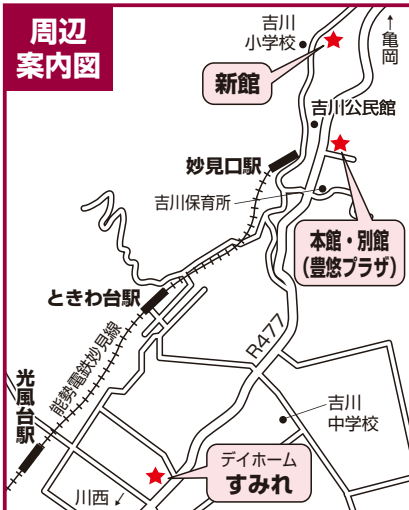 周辺
案内図
吉川
小学校
↑
亀岡
新館
吉川公民館
妙見口駅
吉川保育所
本館・別館
(豊悠プラザ)
ときわ台駅
R477
能勢電鉄妙見線
光風台駅
吉川
中学校
デイホーム
すみれ
川西↙